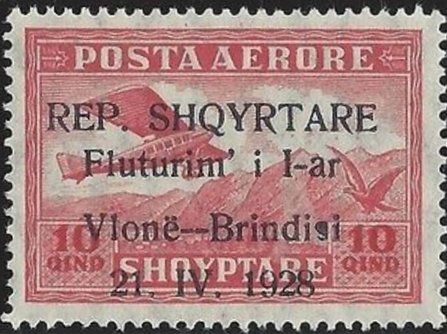 POSTA AERORE
REP. SHQYRTARE
Fluturim' i I-ar
Vlonë--Brindisi
10 10
QIND QIND
SHQYPTARE
21. IV. 1928